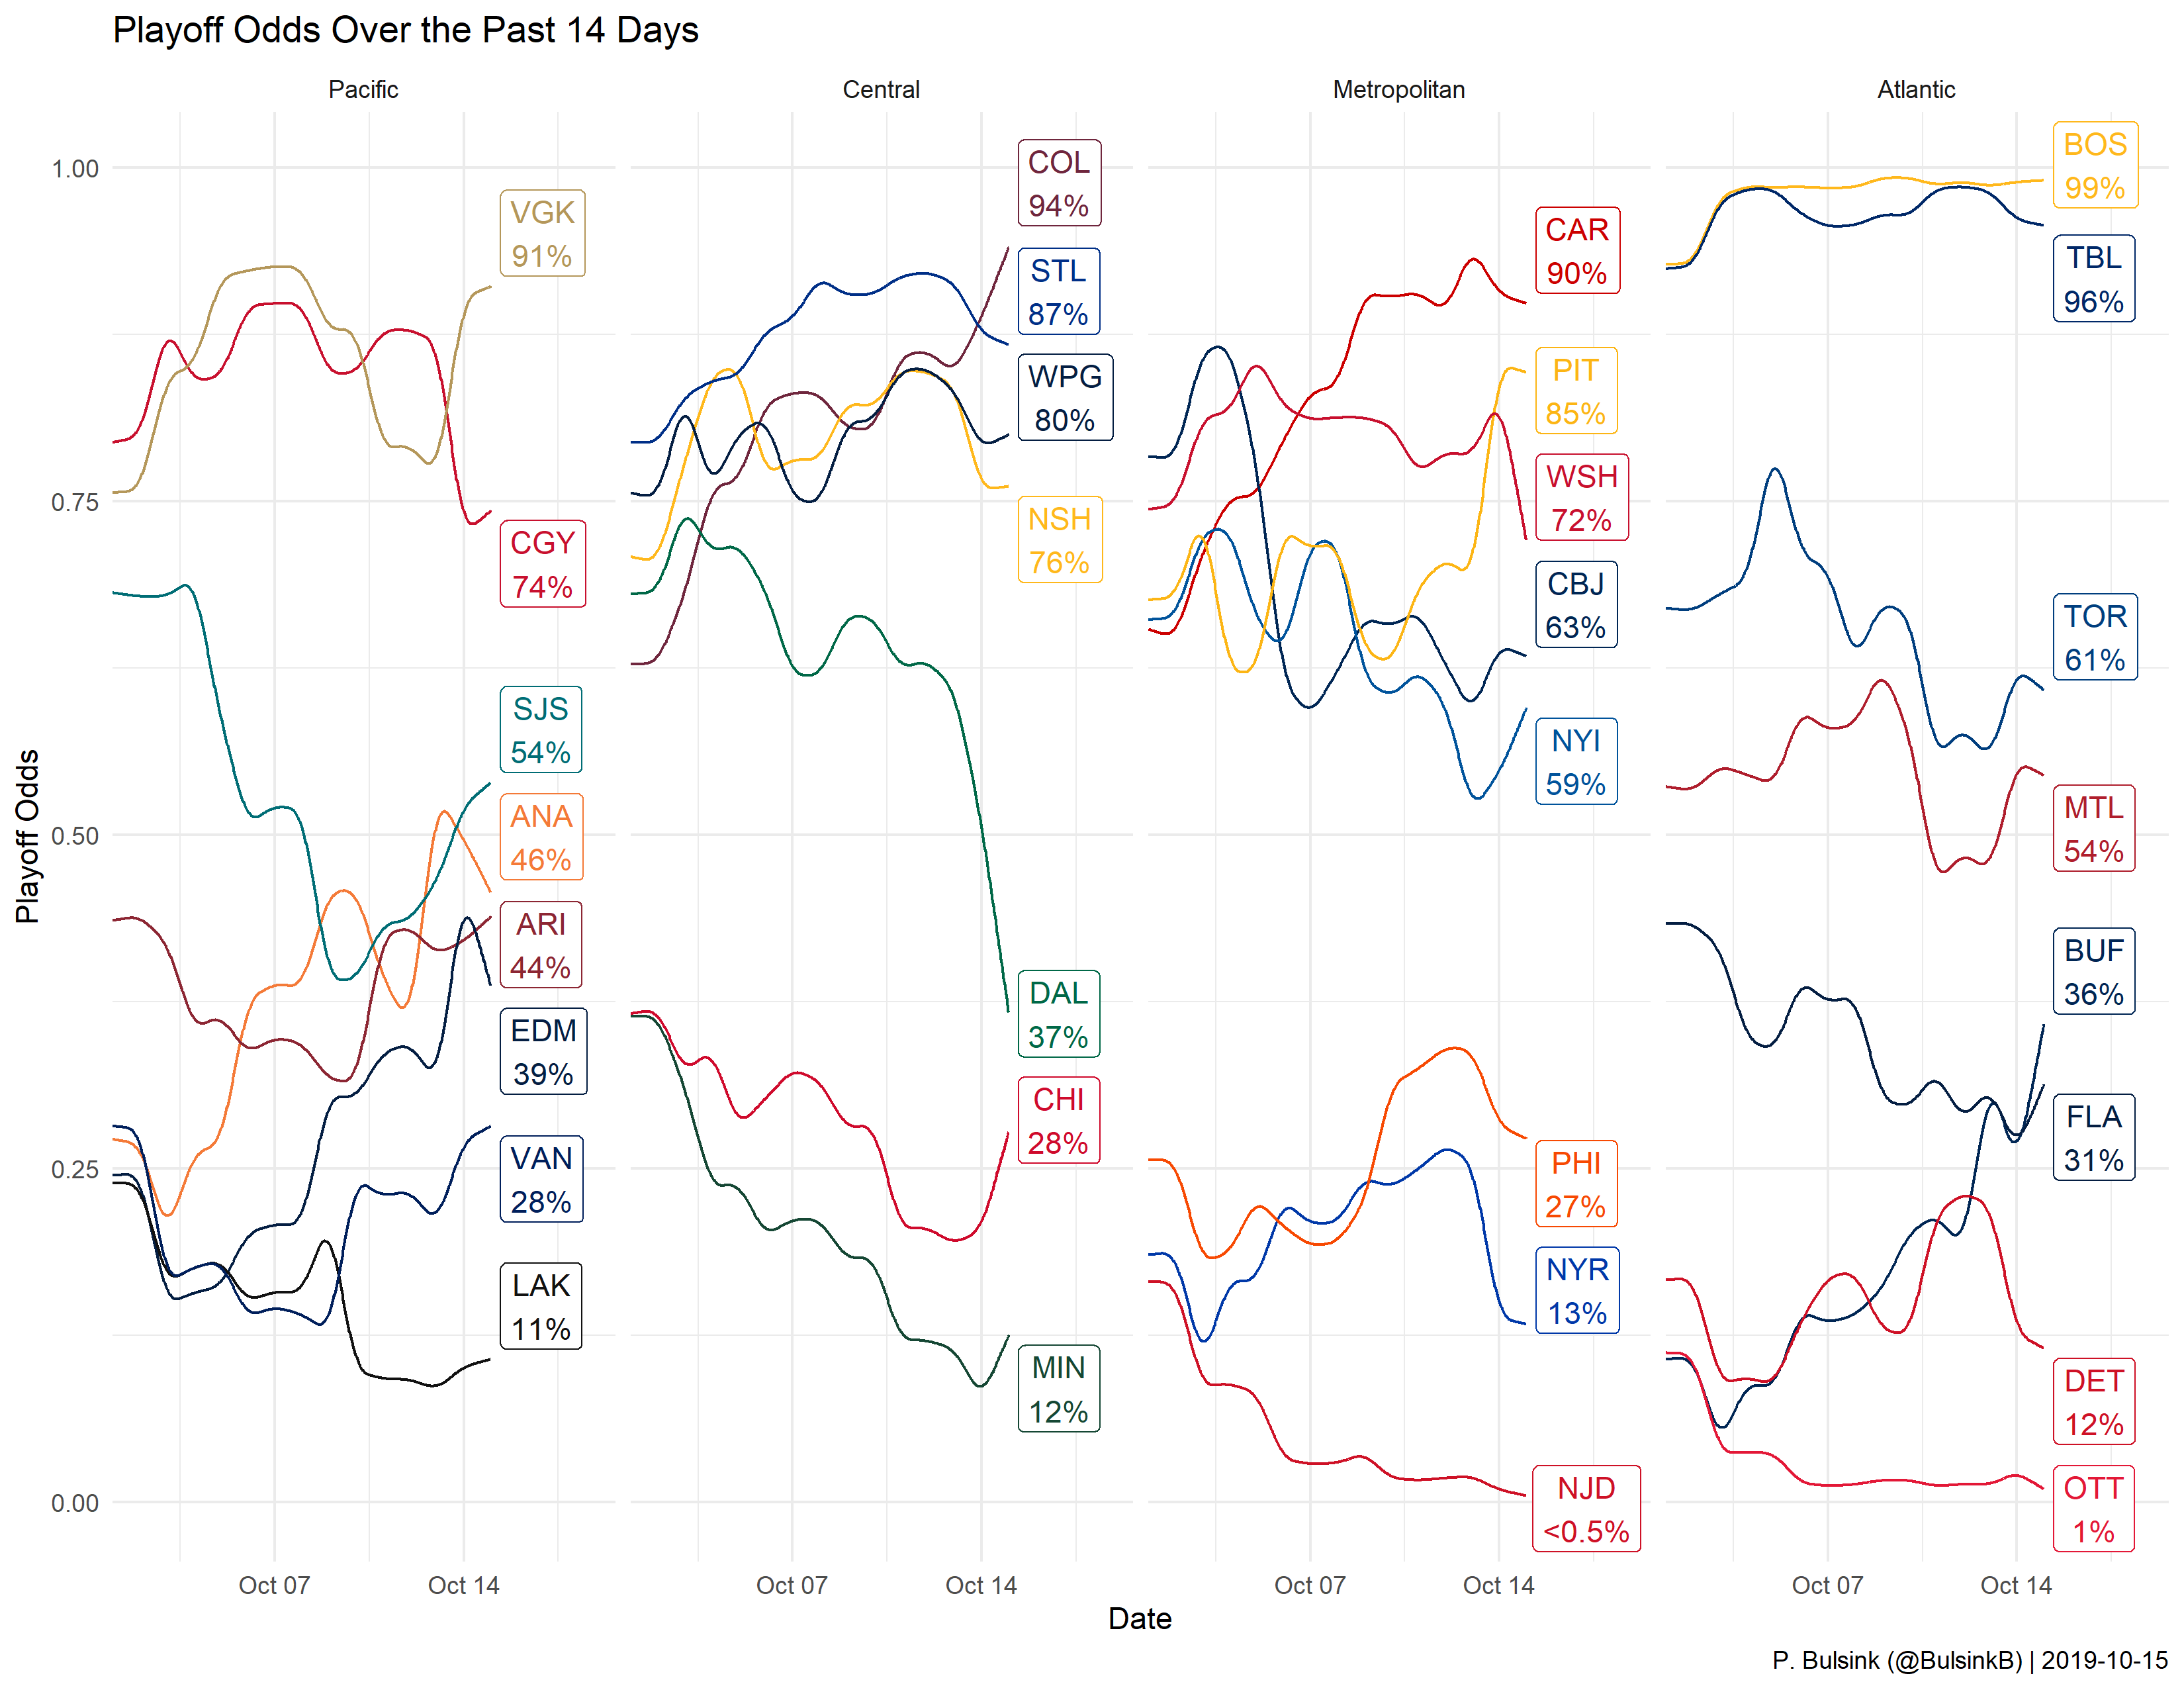 Playoff Odds Over the Past 14 Days
Pacific
Central
Metropolitan
Atlantic
Playoff Odds
1.00
0.75
0.50
0.25
0.00
VGK
91%
CGY
74%
SJS
54%
ANA
46%
ARI
44%
EDM
39%
VAN
28%
LAK
11%
COL
94%
STL
87%
WPG
80%
NSH
76%
DAL
37%
CHI
28%
MIN
12%
CAR
90%
PIT
85%
WSH
72%
CBJ
63%
NYI
59%
PHI
27%
NYR
13%
NJD
<0.5%
BOS
99%
TBL
96%
TOR
61%
MTL
54%
BUF
36%
FLA
31%
DET
12%
OTT
1%
Oct 07
Oct 14
Oct 07
Oct 14
Oct 07
Oct 14
Oct 07
Oct 14
Date
P. Bulsink (@BulsinkB) | 2019-10-15